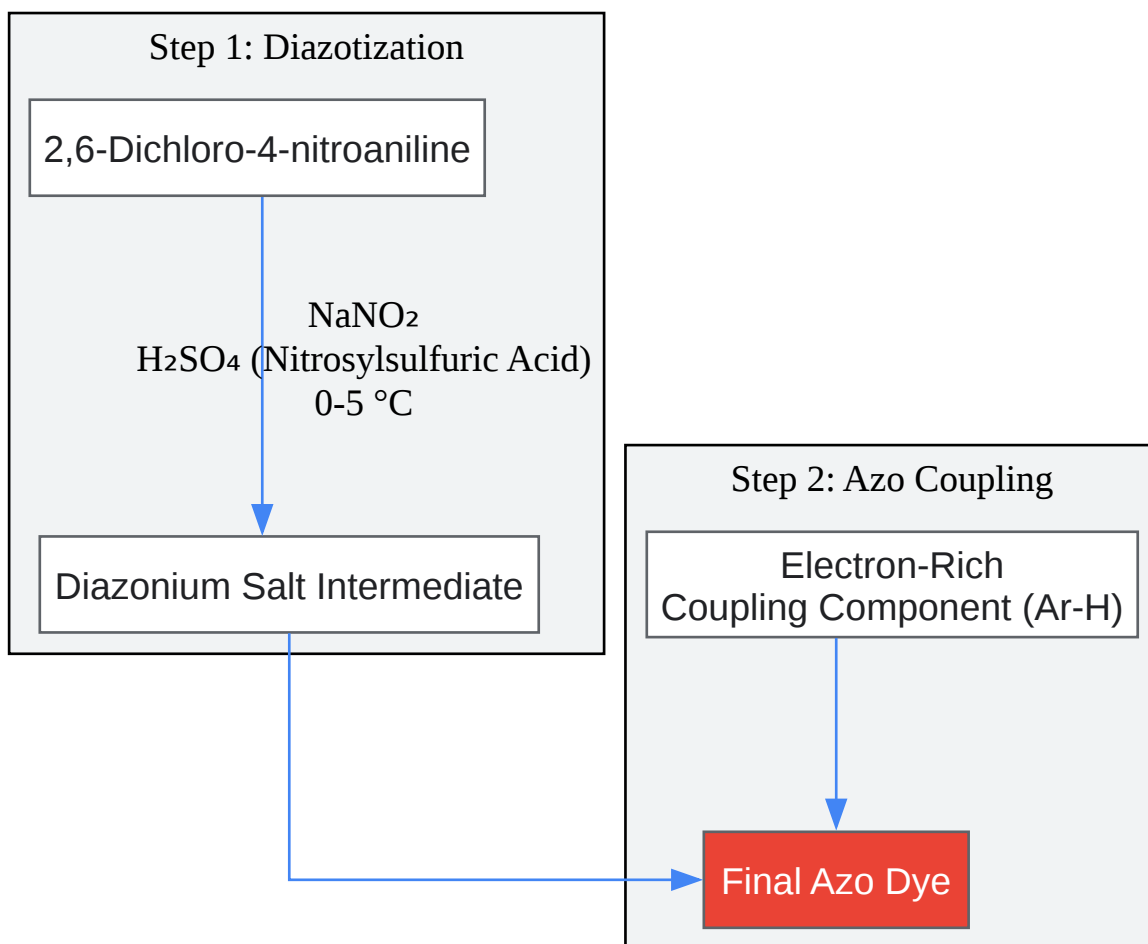 Step 1: Diazotization
2,6-Dichloro-4-nitroaniline
NaNO₂
H₂SO₄ (Nitrosylsulfuric Acid)
0-5 °C
Diazonium Salt Intermediate
Step 2: Azo Coupling
Electron-Rich
Coupling Component (Ar-H)
Final Azo Dye